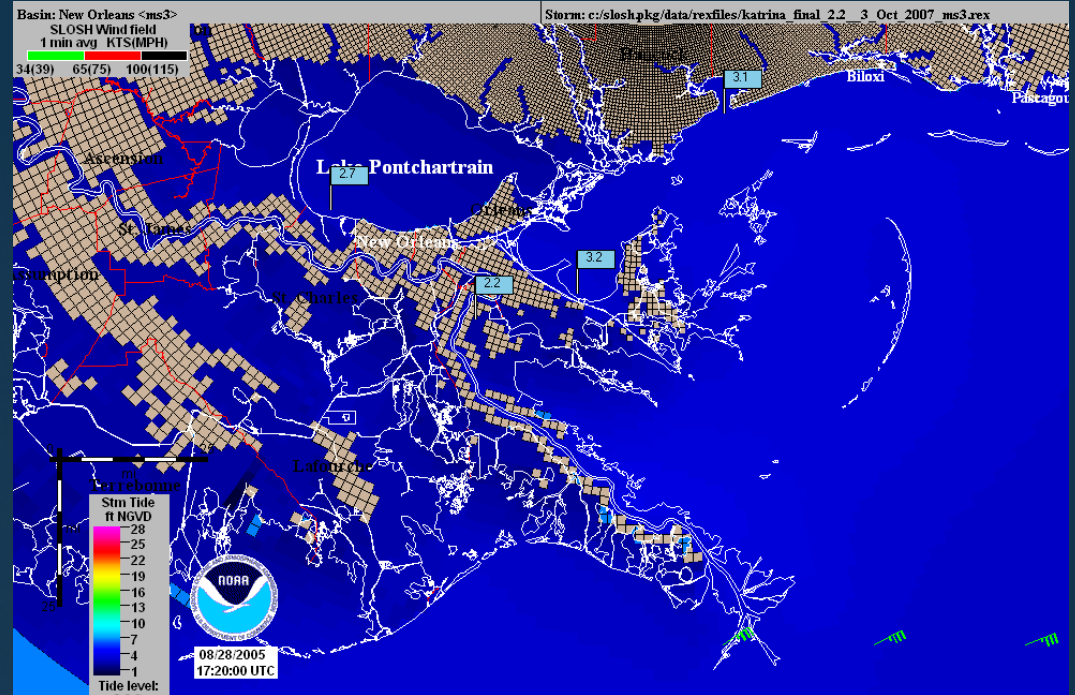 Basin: New Orleans <ms3>
Storm: c:/slosh.pkg/data/rexfiles/katrina_final_2.2__3_Oct_2007_ms3.rex
SLOSH Wind field
1 min avg KTS(MPH)
34(39) 65(75) 100(115)
3.1
Biloxi
Ascension
Lake Pontchartrain
2.7
Orleans
St. James
New Orleans
3.2
2.2
St. Charles
Lafourche
Terrebonne
Stm Tide
ft NGVD
28
25
22
19
16
13
10
7
4
1
Tide level:
25
NOAA
08/28/2005
17:20:00 UTC